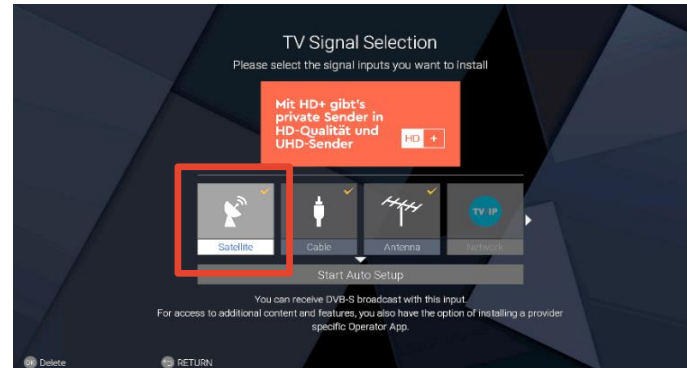 TV Signal Selection
Please select the signal inputs you want to install
Mit HD+ gibt's
private Sender in
HD-Qualität und
UHD-Sender
HD +
TV-IP
Satellite
Cable
Antenna
Network
Start Auto Setup
You can receive DVB-S broadcast with this input.
For access to additional content and features, you also have the option of installing a provider
specific Operator App.
OK Delete
RETURN